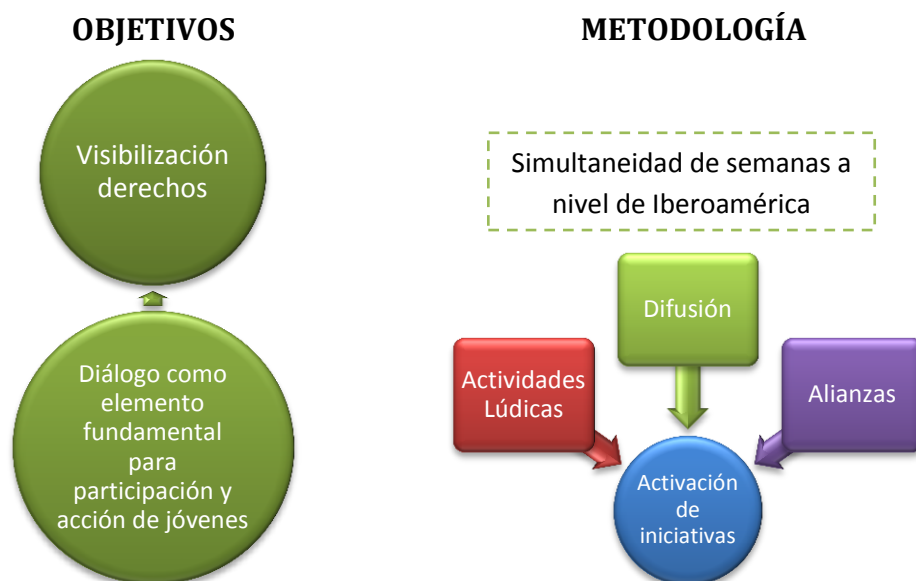 OBJETIVOS
Visibilización
derechos
Diálogo como
elemento
fundamental
para
participación y
acción de jóvenes
METODOLOGÍA
Simultaneidad de semanas a
nivel de Iberoamérica
Difusión
Actividades
Lúdicas
Alianzas
Activación
de
iniciativas